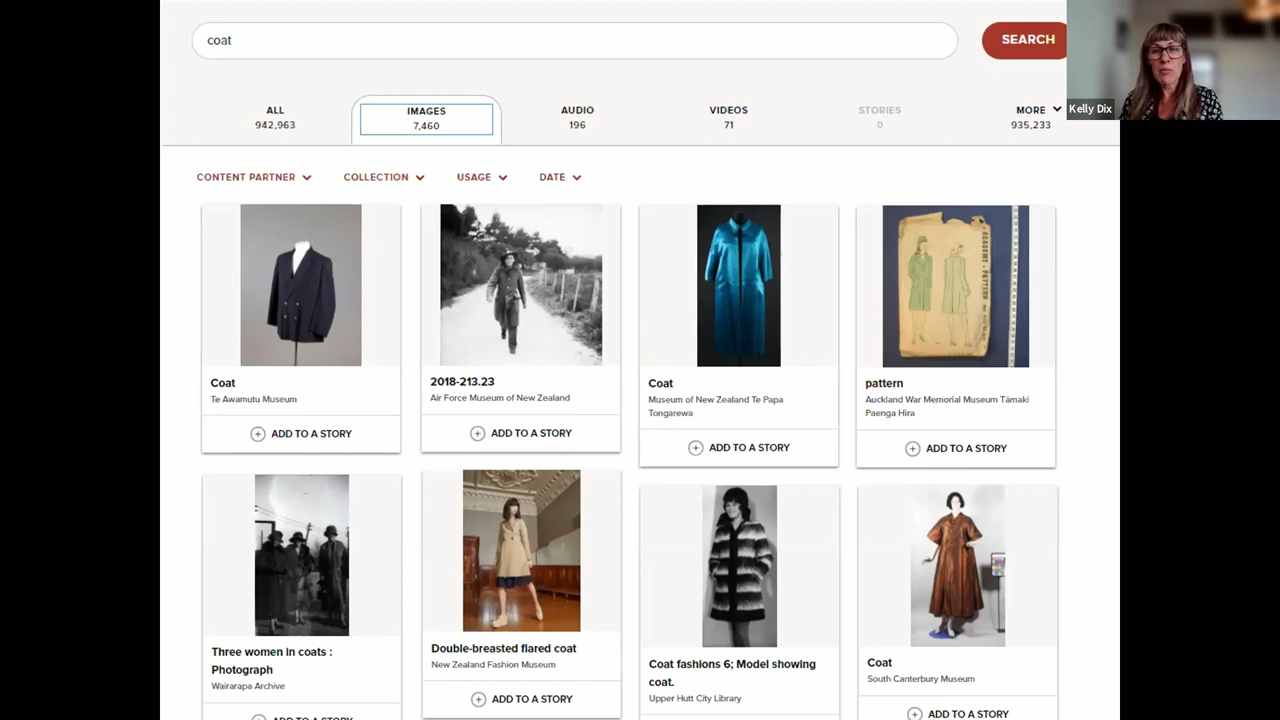 coat
SEARCH
Kelly Dix
ALL
942,963
IMAGES
7,460
AUDIO
196
VIDEOS
71
STORIES
0
MORE
935,233
CONTENT PARTNER
COLLECTION
USAGE
DATE
Coat
Te Awamutu Museum
ADD TO A STORY
2018-213.23
Air Force Museum of New Zealand
ADD TO A STORY
Coat
Museum of New Zealand Te Papa
Tongarewa
ADD TO A STORY
ACADEMY - PATTERN
pattern
Auckland War Memorial Museum Tāmaki
Paenga Hira
ADD TO A STORY
Three women in coats :
Photograph
Wairarapa Archive
ADD TO A STORY
Double-breasted flared coat
New Zealand Fashion Museum
ADD TO A STORY
Coat fashions 6; Model showing
coat.
Upper Hutt City Library
Coat
South Canterbury Museum
ADD TO A STORY